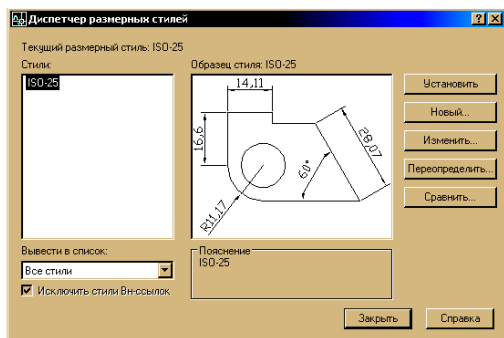 Диспетчер размерных стилей
Текущий размерный стиль: ISO-25
Стили:
ISO-25
Образец стиля: ISO-25
14,11
16,6
28,07
60°
R11,17
Установить
Новый...
Изменить...
Переопределить...
Сравнить...
Вывести в список:
Все стили
Исключить стили Вн-ссылок
Пояснение
ISO-25
Закрыть
Справка